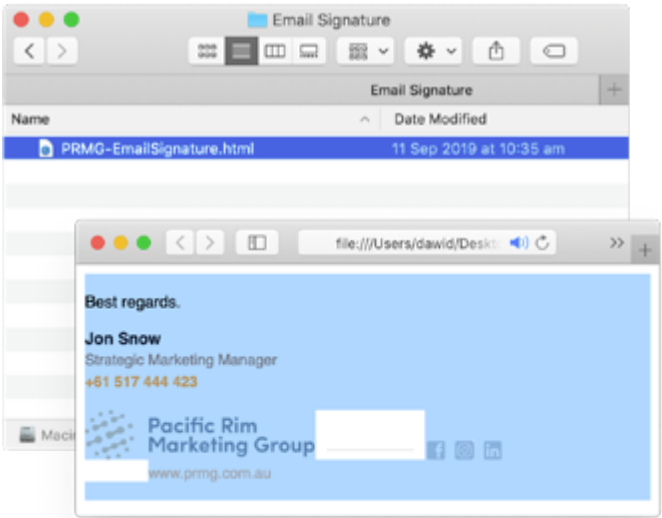 Email Signature
Email Signature
Name
Date Modified
PRMG-EmailSignature.html
11 Sep 2019 at 10:35 am
file:///Users/dawid/Deskt
Best regards.
Jon Snow
Strategic Marketing Manager
+61 517 444 423
Pacific Rim
Marketing Group
www.prmg.com.au